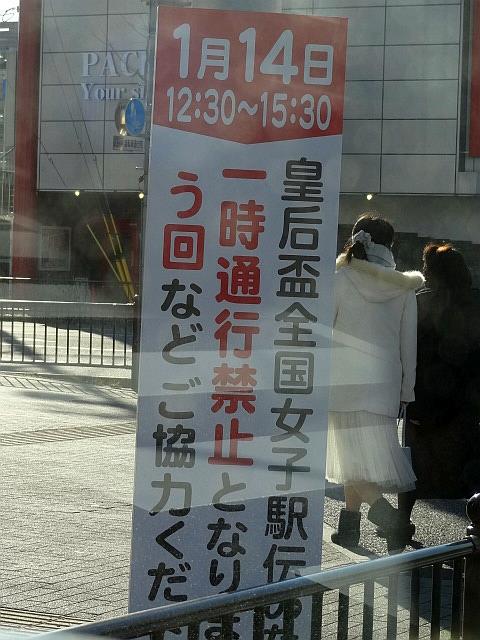 1月14日
12:30~15:30
皇后盃全国女子駅伝のた
一時通行禁止となりま
う回などご協力くだ
PAC
Your s